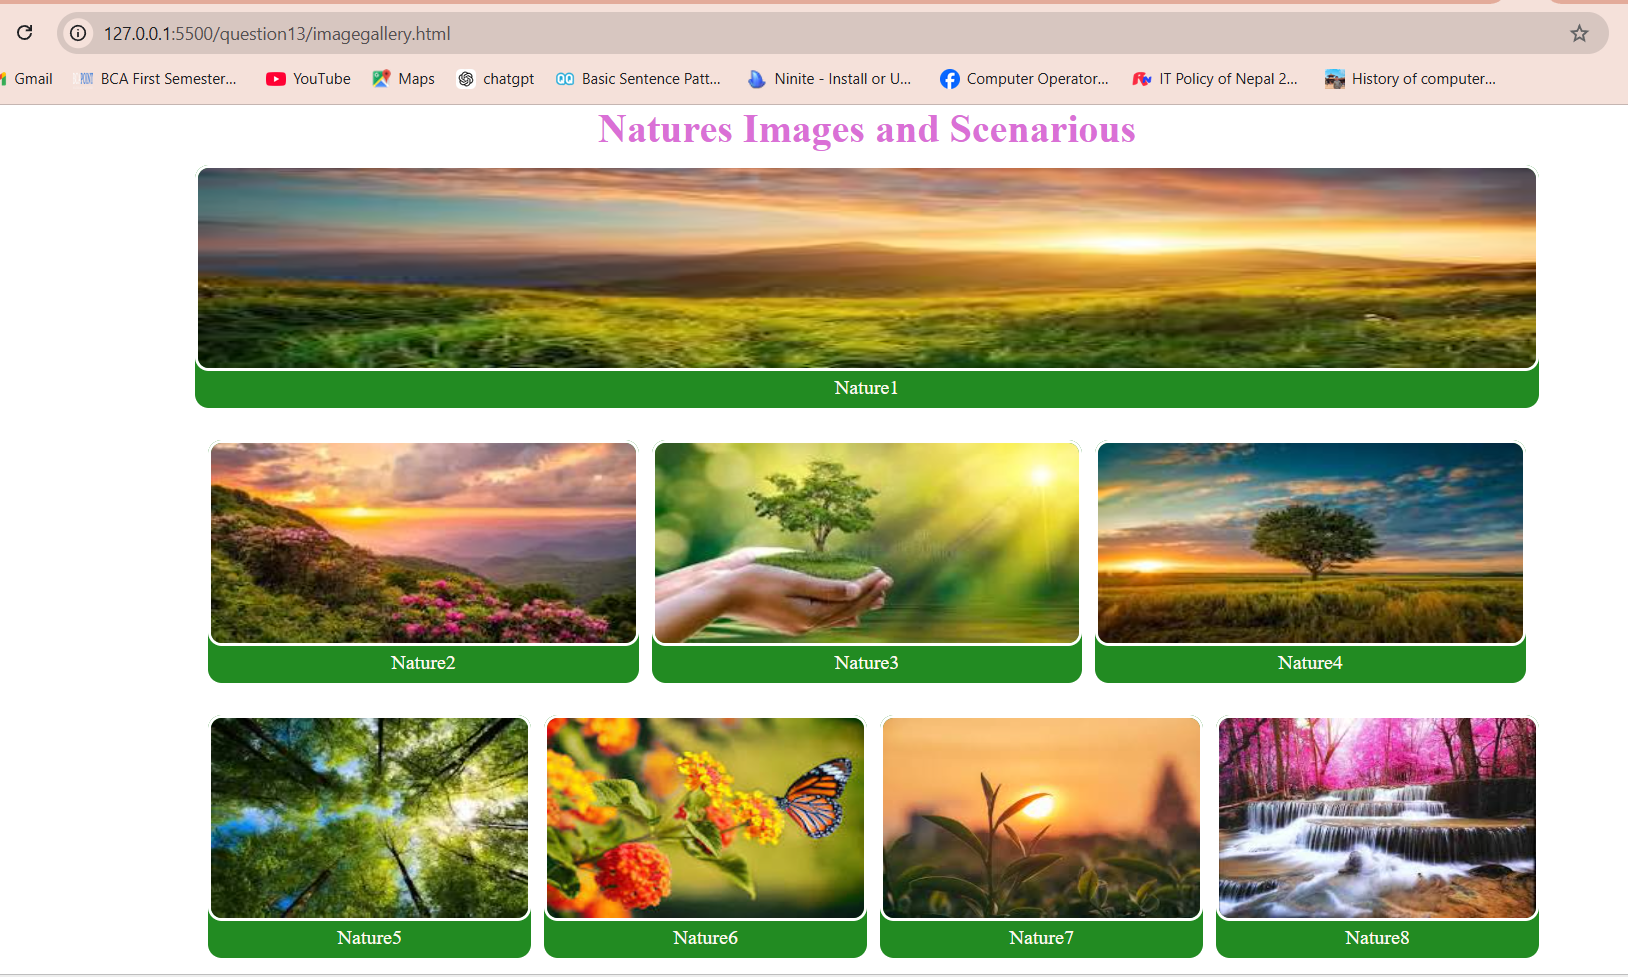 127.0.0.1:5500/question13/imagegallery.html
Gmail BCA First Semester... YouTube Maps chatgpt Basic Sentence Patt... Ninite - Install or U... Computer Operator... IT Policy of Nepal 2... History of computer...
Natures Images and Scenarious
Nature1
Nature2 Nature3 Nature4
Nature5 Nature6 Nature7 Nature8